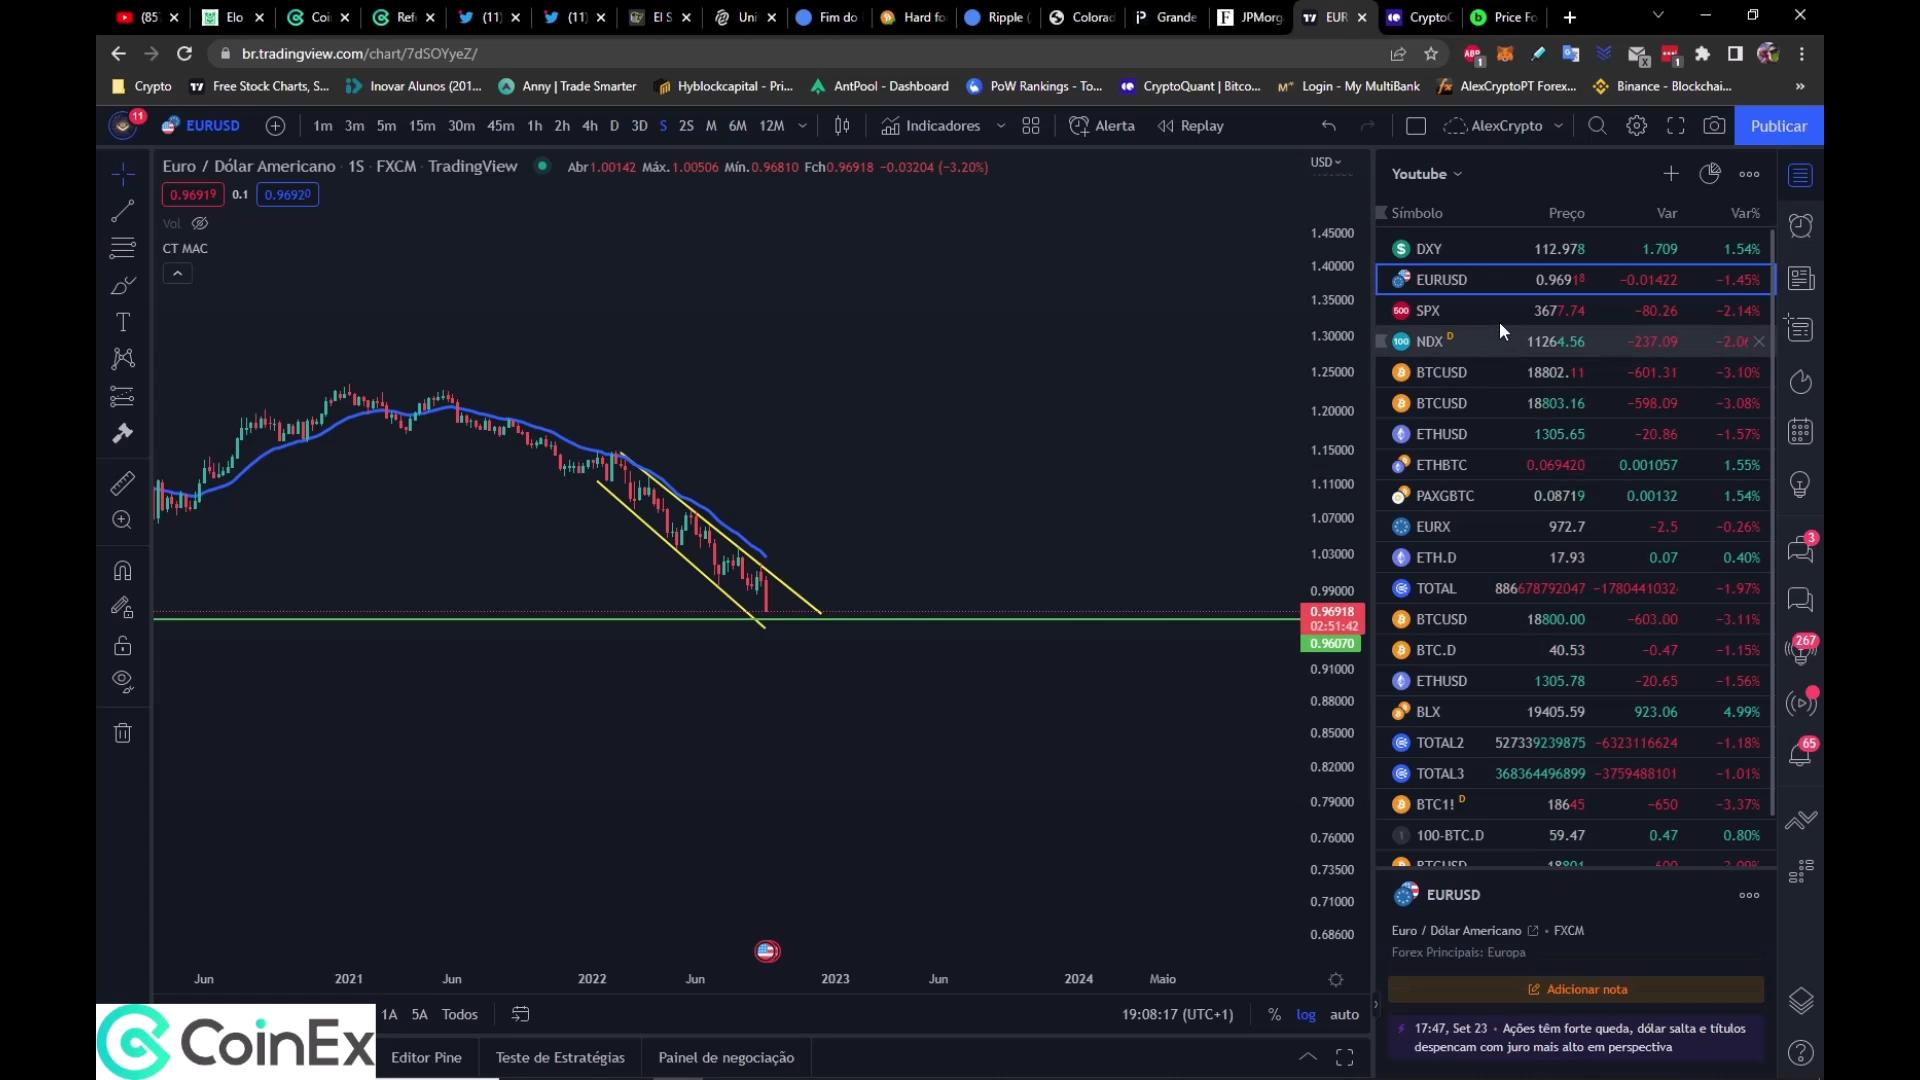 (85
Elo
Coi
Ref
(11)
(11)
El S
Uni
Fim do
Hard fo
Ripple (
Colorad
Grande
JPMorg
EUR
CryptoC
Price Fo
br.tradingview.com/chart/7dSOYyeZ/
Crypto
Free Stock Charts, S...
Inovar Alunos (201...
Anny | Trade Smarter
Hyblockcapital - Pri...
AntPool - Dashboard
PoW Rankings - To...
CryptoQuant | Bitco...
Login - My MultiBank
AlexCryptoPT Forex...
Binance - Blockchai...
»
11
EURUSD
1m 3m 5m 15m 30m 45m 1h 2h 4h D 3D S 2S M 6M 12M
Indicadores
Alerta
Replay
AlexCrypto
Publicar
Euro / Dólar Americano · 1S · FXCM · TradingView
Abr1.00142 Máx.1.00506 Mín.0.96810 Fch0.96918 −0.03204 (−3.20%)
0.96919 0.1 0.96920
Vol
CT MAC
USD
1.45000
1.40000
1.35000
1.30000
1.25000
1.20000
1.15000
1.11000
1.07000
1.03000
0.99000
0.96918
02:51:42
0.96070
0.91000
0.88000
0.85000
0.82000
0.79000
0.76000
0.73500
0.71000
0.68600
Jun 2021 Jun 2022 Jun 2023 Jun 2024 Maio
1A 5A Todos
19:08:17 (UTC+1) % log auto
CoinEx
Editor Pine Teste de Estratégias Painel de negociação
Youtube
Símbolo Preço Var Var%
DXY 112.978 1.709 1.54%
EURUSD 0.96918 −0.01422 −1.45%
SPX 3677.74 −80.26 −2.14%
NDX D 11264.56 −237.09 −2.0
BTCUSD 18802.11 −601.31 −3.10%
BTCUSD 18803.16 −598.09 −3.08%
ETHUSD 1305.65 −20.86 −1.57%
ETHBTC 0.069420 0.001057 1.55%
PAXGBTC 0.08719 0.00132 1.54%
EURX 972.7 −2.5 −0.26%
ETH.D 17.93 0.07 0.40%
TOTAL 886678792047 −1780441032 −1.97%
BTCUSD 18800.00 −603.00 −3.11%
BTC.D 40.53 −0.47 −1.15%
ETHUSD 1305.78 −20.65 −1.56%
BLX 19405.59 923.06 4.99%
TOTAL2 527339239875 −6323116624 −1.18%
TOTAL3 368364496899 −3759488101 −1.01%
BTC1! D 18645 −650 −3.37%
100-BTC.D 59.47 0.47 0.80%
BTCUSD 18801
EURUSD
Euro / Dólar Americano • FXCM
Forex Principais: Europa
Adicionar nota
17:47, Set 23 • Ações têm forte queda, dólar salta e títulos
despencam com juro mais alto em perspectiva
3
267
65